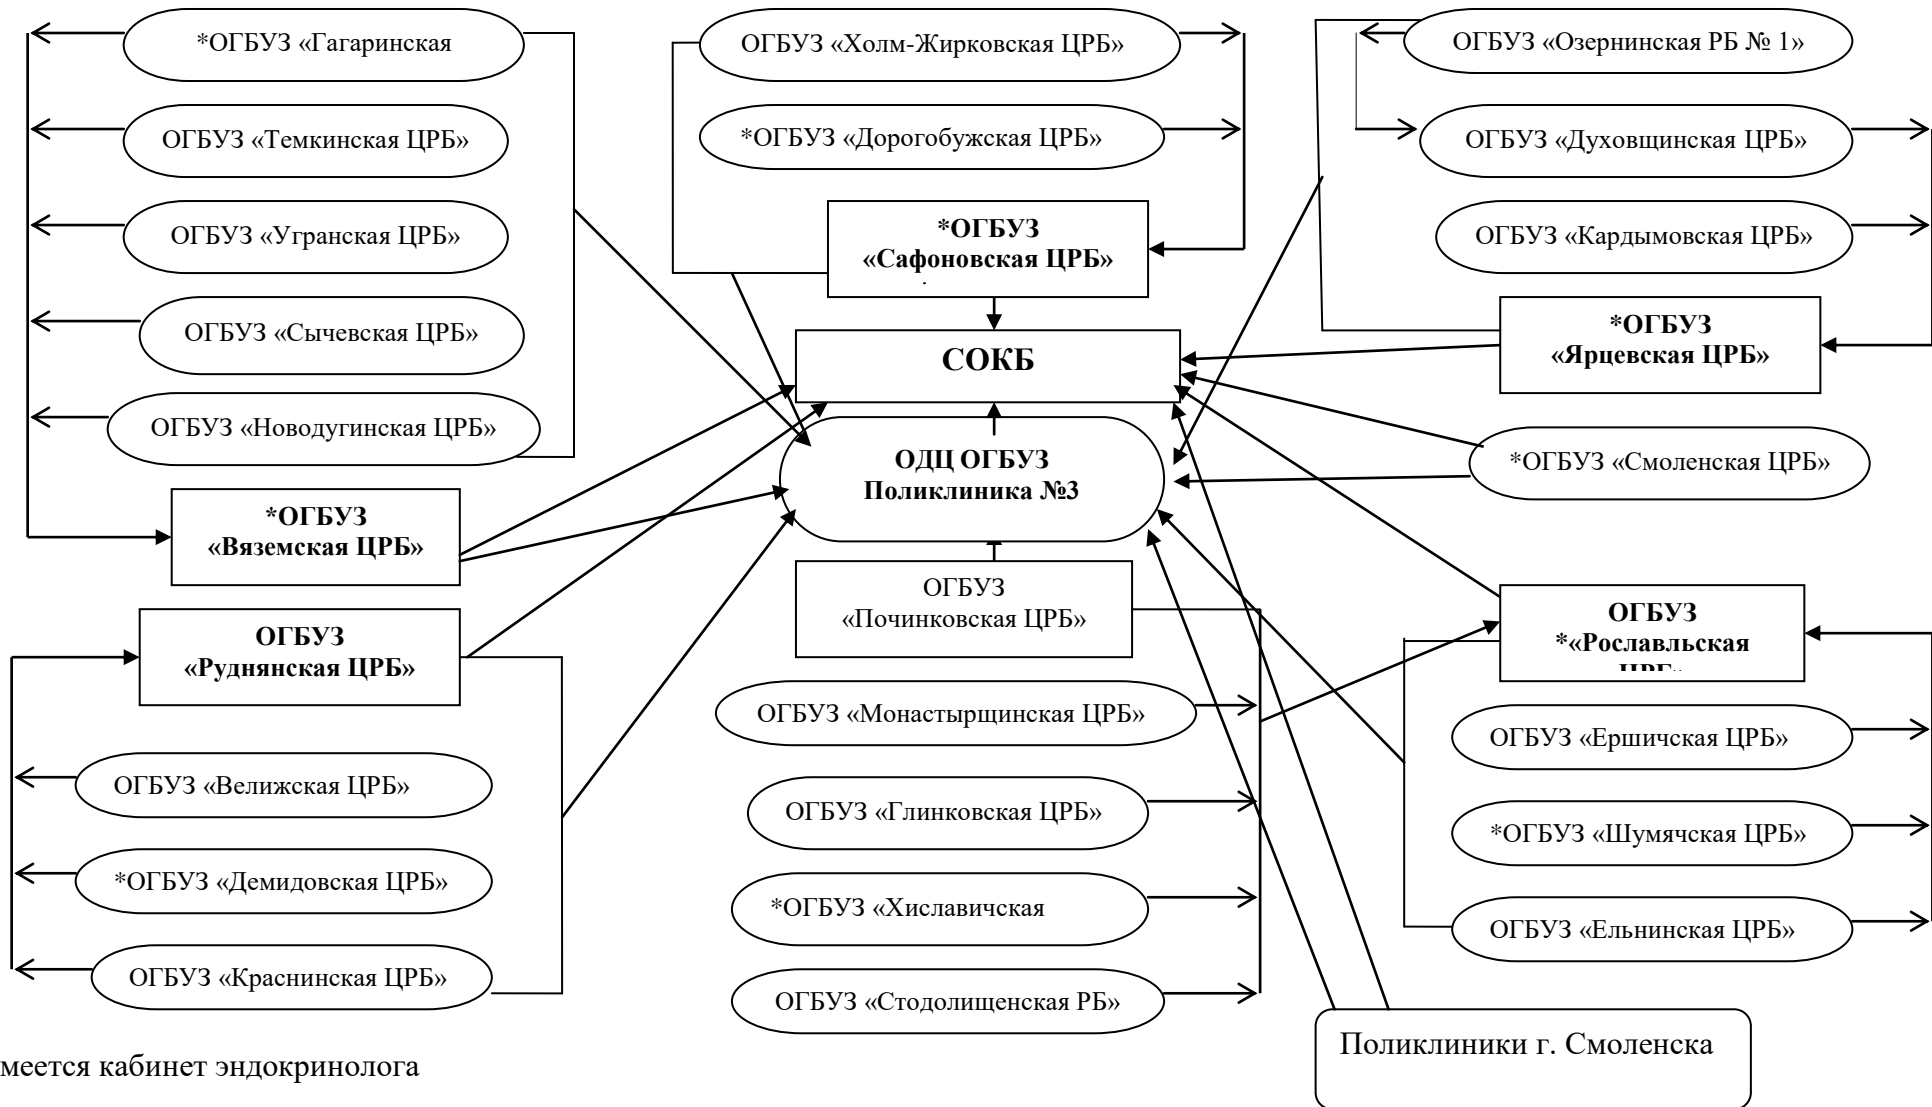 *ОГБУЗ «Гагаринская
ОГБУЗ «Темкинская ЦРБ»
ОГБУЗ «Угранская ЦРБ»
ОГБУЗ «Сычевская ЦРБ»
ОГБУЗ «Новодугинская ЦРБ»
*ОГБУЗ
«Вяземская ЦРБ»
ОГБУЗ
«Руднянская ЦРБ»
ОГБУЗ «Велижская ЦРБ»
*ОГБУЗ «Демидовская ЦРБ»
ОГБУЗ «Краснинская ЦРБ»
меется кабинет эндокринолога
ОГБУЗ «Холм-Жирковская ЦРБ»
*ОГБУЗ «Дорогобужская ЦРБ»
*ОГБУЗ
«Сафоновская ЦРБ»
СОКБ
ОДЦ ОГБУЗ
Поликлиника №3
ОГБУЗ
«Починковская ЦРБ»
ОГБУЗ «Монастырщинская ЦРБ»
ОГБУЗ «Глинковская ЦРБ»
*ОГБУЗ «Хиславичская
ОГБУЗ «Стодолищенская РБ»
ОГБУЗ «Озернинская РБ № 1»
ОГБУЗ «Духовщинская ЦРБ»
ОГБУЗ «Кардымовская ЦРБ»
*ОГБУЗ
«Ярцевская ЦРБ»
*ОГБУЗ «Смоленская ЦРБ»
ОГБУЗ
*«Рославльская
ЦРБ»
ОГБУЗ «Ершичская ЦРБ»
*ОГБУЗ «Шумячская ЦРБ»
ОГБУЗ «Ельнинская ЦРБ»
Поликлиники г. Смоленска